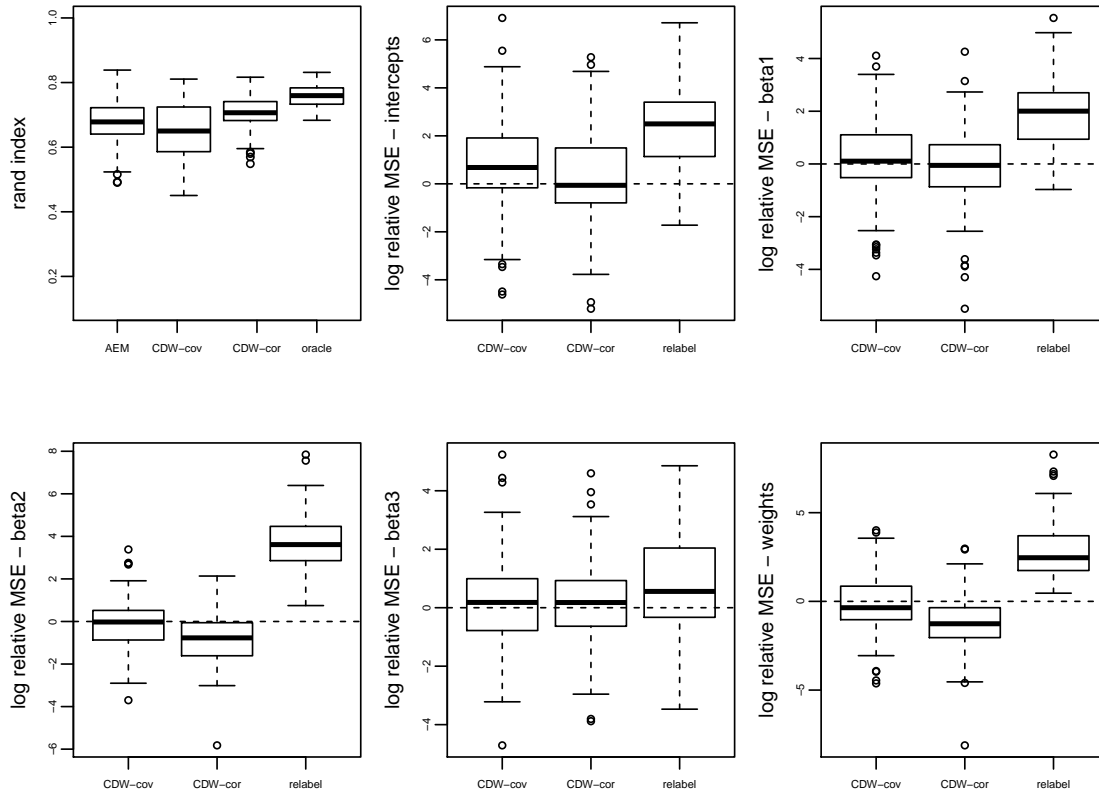 rand index
1.0
0.8
0.6
0.4
0.2
AEM CDW−cov CDW−cor oracle
log relative MSE − intercepts
6
4
2
0
−2
−4
CDW−cov CDW−cor relabel
log relative MSE − beta1
4
2
0
−2
−4
CDW−cov CDW−cor relabel
log relative MSE − beta2
8
6
4
2
0
−2
−4
−6
CDW−cov CDW−cor relabel
log relative MSE − beta3
4
2
0
−2
−4
CDW−cov CDW−cor relabel
log relative MSE − weights
5
0
−5
CDW−cov CDW−cor relabel